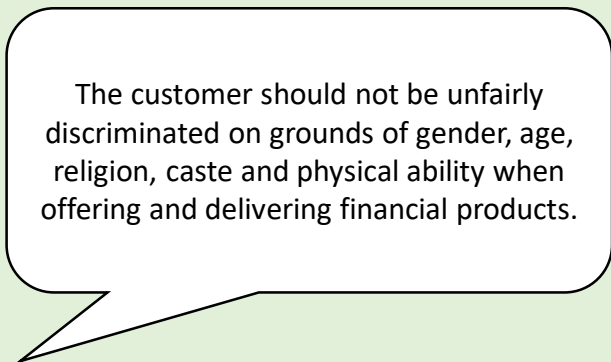 The customer should not be unfairly
discriminated on grounds of gender, age,
religion, caste and physical ability when
offering and delivering financial products.